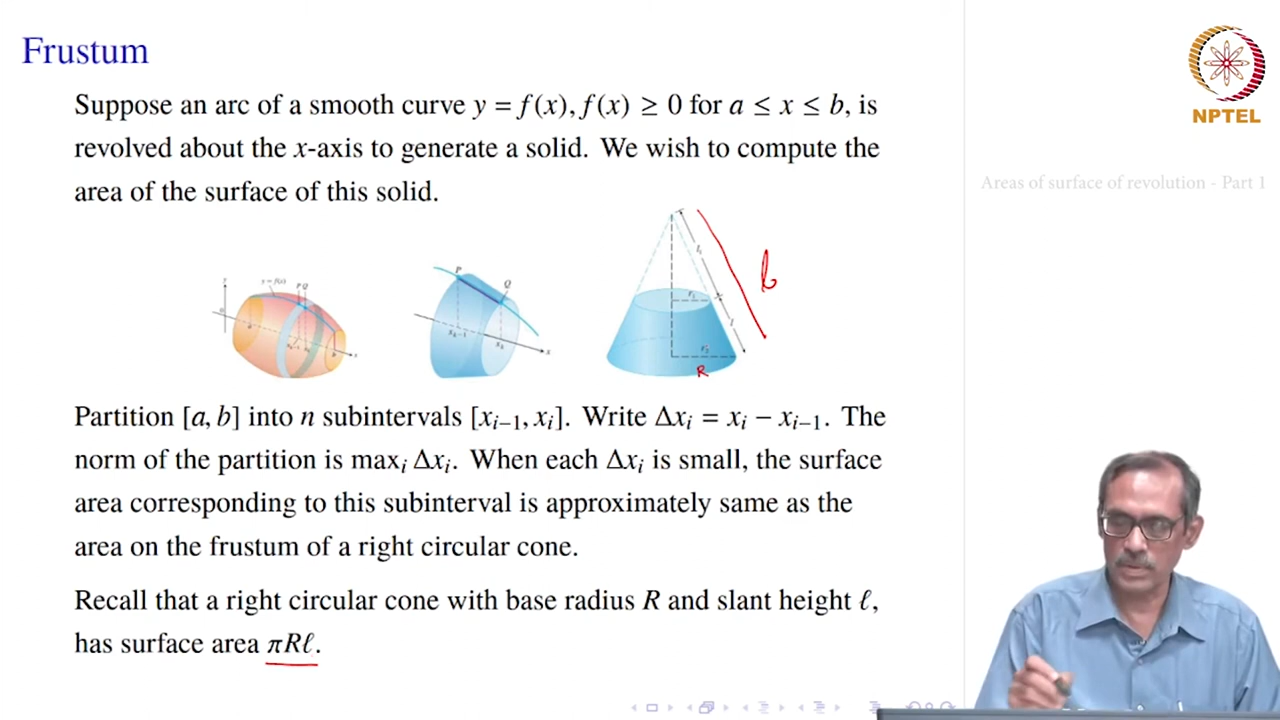 Frustum
Suppose an arc of a smooth curve y = f(x), f(x) ≥ 0 for a ≤ x ≤ b, is
revolved about the x-axis to generate a solid. We wish to compute the
area of the surface of this solid.
y = f(x)
P Q
P
Q
x
R
Partition [a, b] into n subintervals [xᵢ₋₁, xᵢ]. Write Δxᵢ = xᵢ − xᵢ₋₁. The
norm of the partition is maxᵢ Δxᵢ. When each Δxᵢ is small, the surface
area corresponding to this subinterval is approximately same as the
area on the frustum of a right circular cone.
Recall that a right circular cone with base radius R and slant height ℓ,
has surface area πRℓ.
NPTEL
Areas of surface of revolution - Part 1